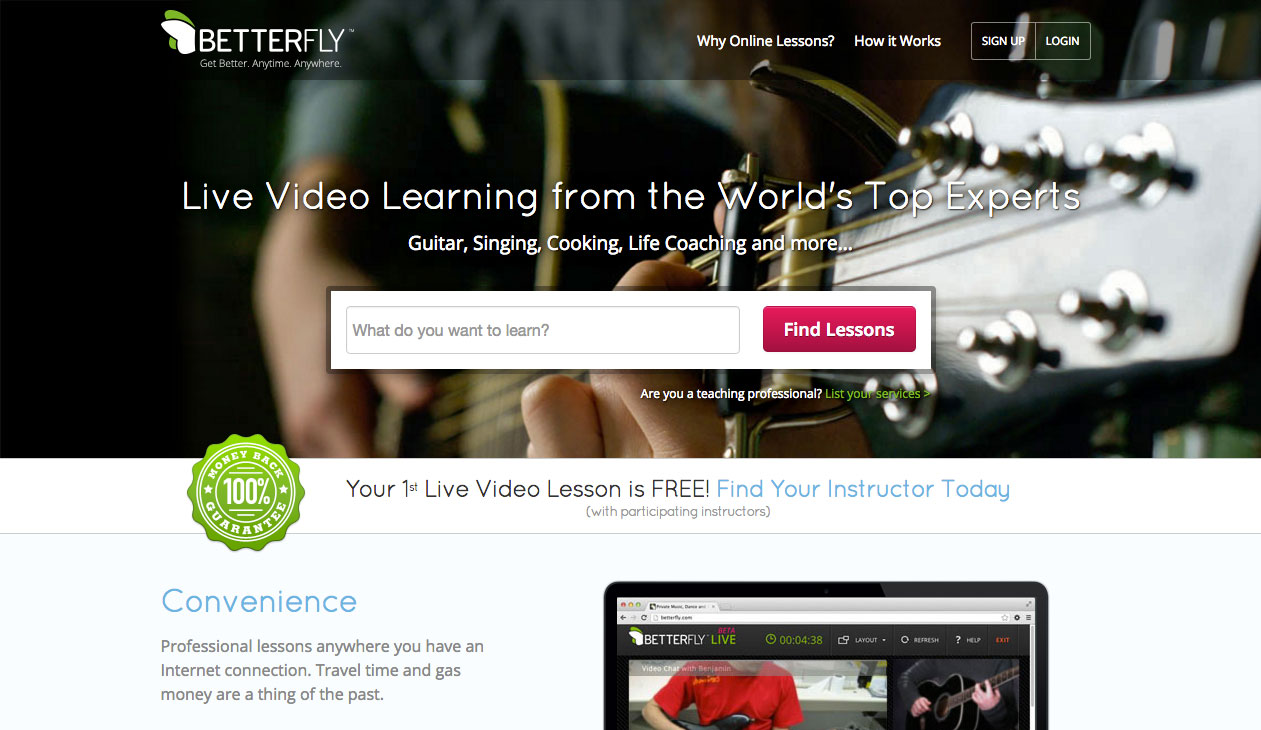 BETTERFLY™
Get Better. Anytime. Anywhere.
Why Online Lessons? How it Works SIGN UP LOGIN
Live Video Learning from the World's Top Experts
Guitar, Singing, Cooking, Life Coaching and more...
What do you want to learn? Find Lessons
Are you a teaching professional? List your services >
MONEY BACK
100%
GUARANTEE
Your 1st Live Video Lesson is FREE! Find Your Instructor Today
(with participating instructors)
Convenience
Professional lessons anywhere you have an
Internet connection. Travel time and gas
money are a thing of the past.
Private Music, Dance and
betterfly.com
BETA
BETTERFLY LIVE 00:04:38 LAYOUT REFRESH ? HELP EXIT
Video Chat with Benjamin